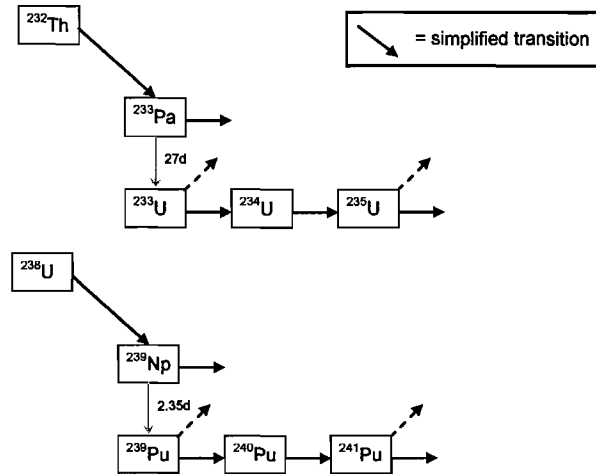 ²³²Th
= simplified transition
²³³Pa
27d
²³³U ²³⁴U ²³⁵U
²³⁸U
²³⁹Np
2.35d
²³⁹Pu ²⁴⁰Pu ²⁴¹Pu